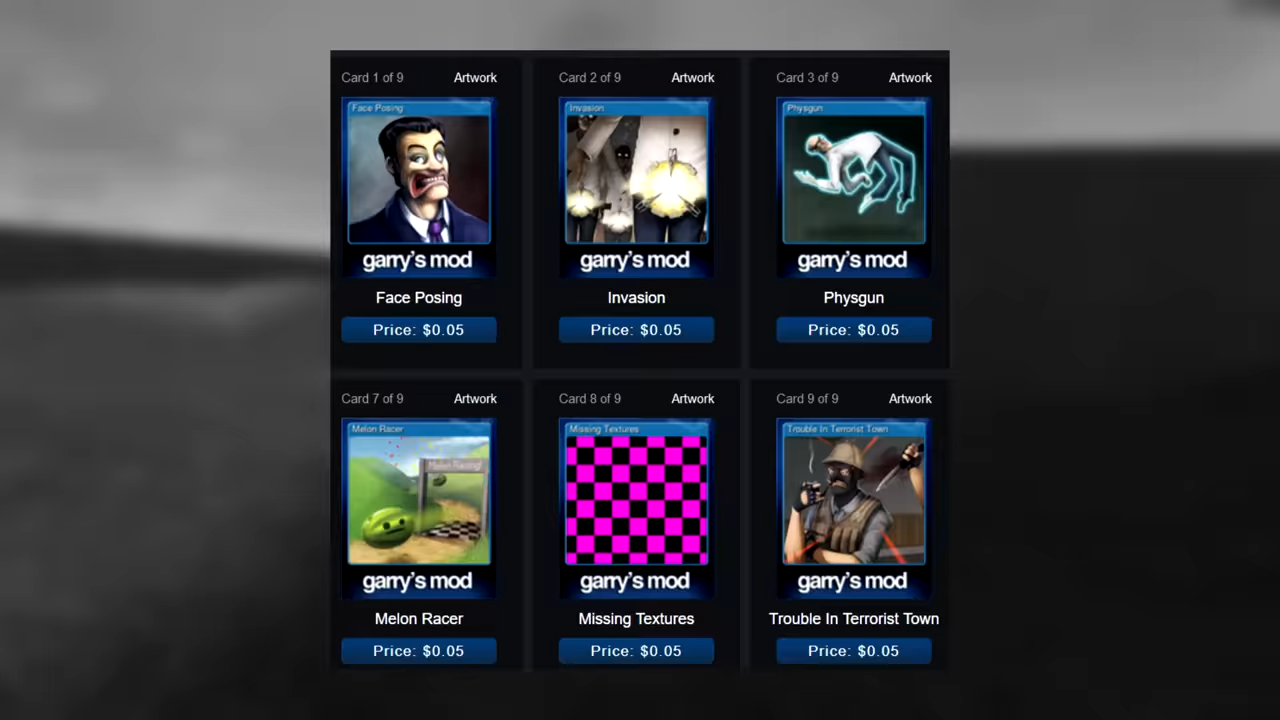 Card 1 of 9 Artwork Card 2 of 9 Artwork Card 3 of 9 Artwork
Face Posing Invasion Physgun
garry's mod garry's mod garry's mod
Face Posing Invasion Physgun
Price: $0.05 Price: $0.05 Price: $0.05
Card 7 of 9 Artwork Card 8 of 9 Artwork Card 9 of 9 Artwork
Melon Racer Missing Textures Trouble In Terrorist Town
Melon Racing!
garry's mod garry's mod garry's mod
Melon Racer Missing Textures Trouble In Terrorist Town
Price: $0.05 Price: $0.05 Price: $0.05